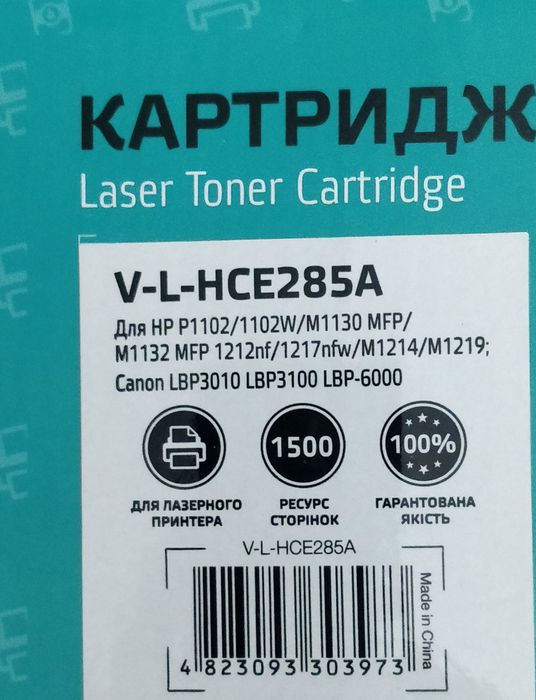 КАРТРИДЖ
Laser Toner Cartridge
V-L-HCE285A
Для HP P1102/1102W/M1130 MFP/
M1132 MFP 1212nf/1217nfw/M1214/M1219;
Canon LBP3010 LBP3100 LBP-6000
1500
100%
ДЛЯ ЛАЗЕРНОГО
ПРИНТЕРА
РЕСУРС
СТОРІНОК
ГАРАНТОВАНА
ЯКІСТЬ
V-L-HCE285A
Made in China
4 823093 303973